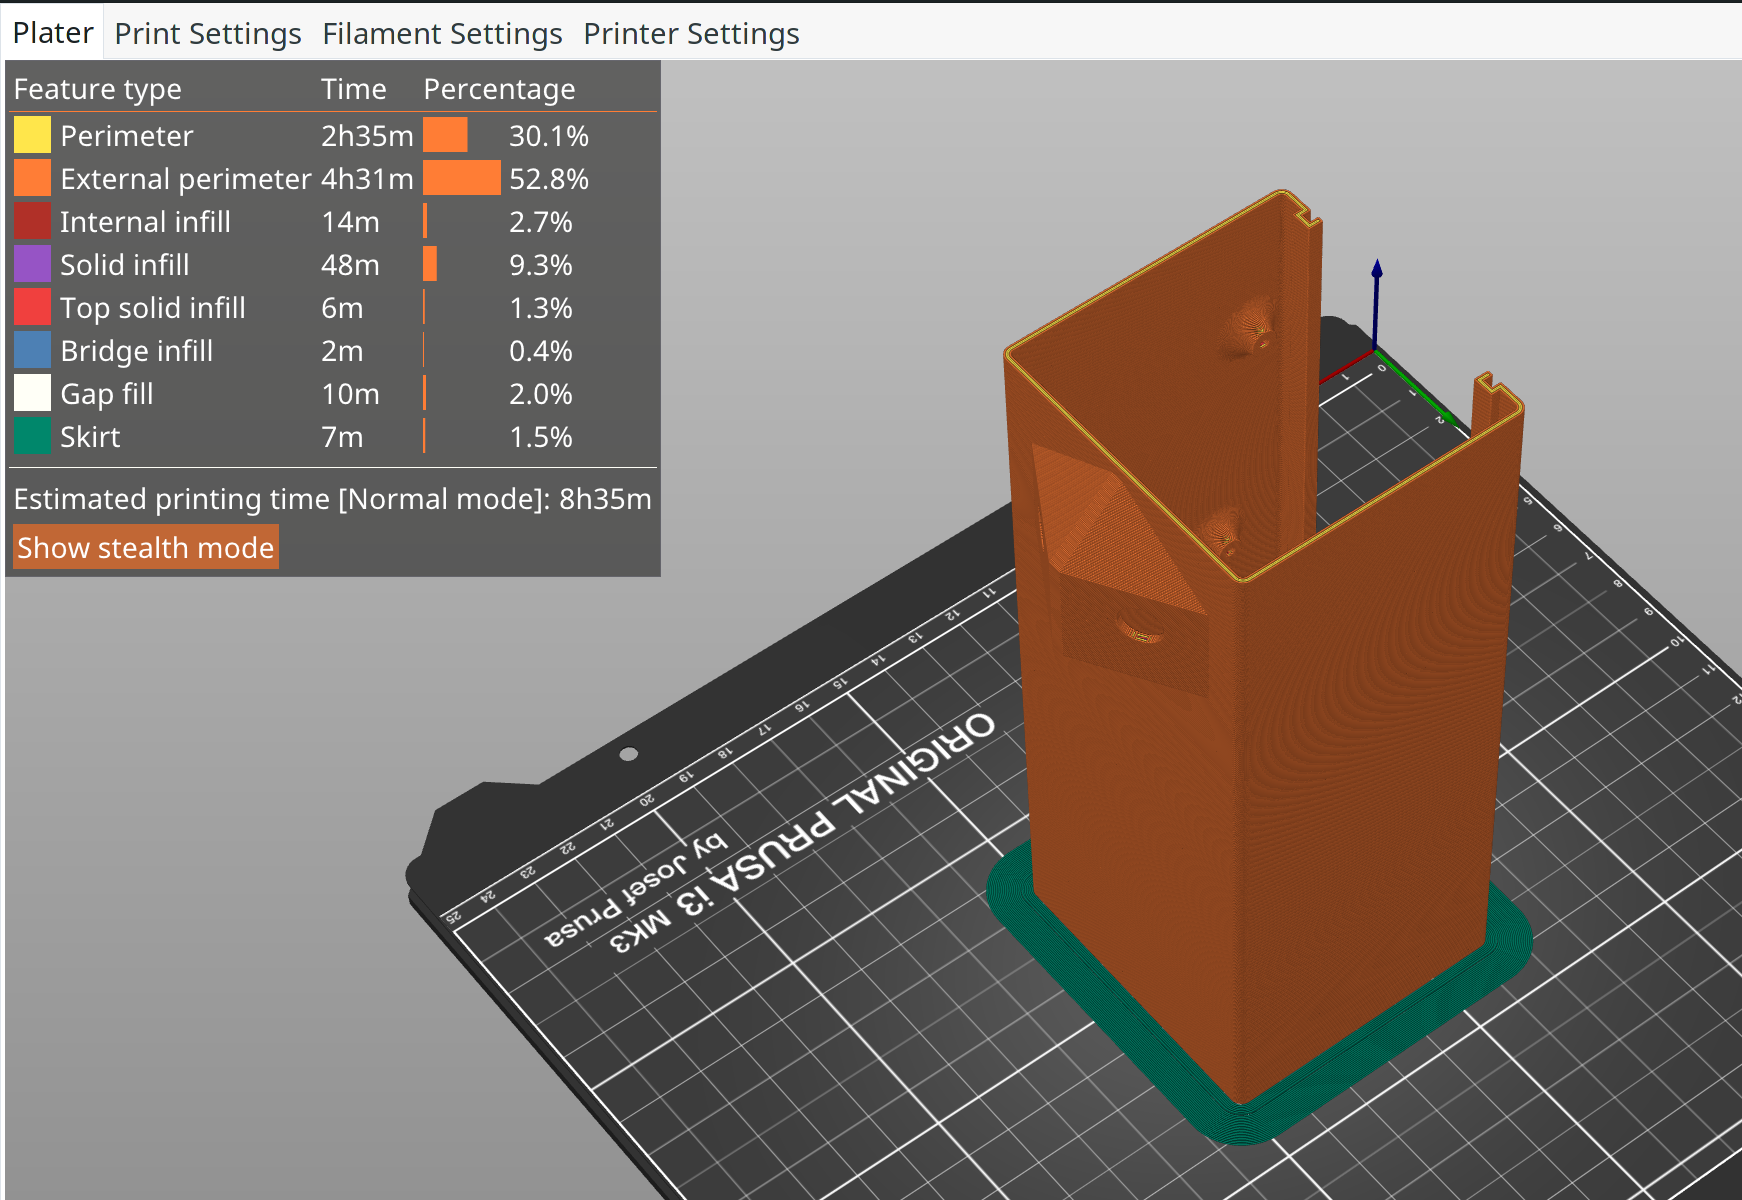 Plater Print Settings Filament Settings Printer Settings
Feature type Time Percentage
Perimeter 2h35m 30.1%
External perimeter 4h31m 52.8%
Internal infill 14m 2.7%
Solid infill 48m 9.3%
Top solid infill 6m 1.3%
Bridge infill 2m 0.4%
Gap fill 10m 2.0%
Skirt 7m 1.5%
Estimated printing time [Normal mode]: 8h35m
Show stealth mode
ORIGINAL PRUSA i3 MK3
by Josef Prusa
0 1 2 5 6 7 8 9 10 11 12
1 11 12 13 14 15 16 17 18 19 20 21 22 23 24 25